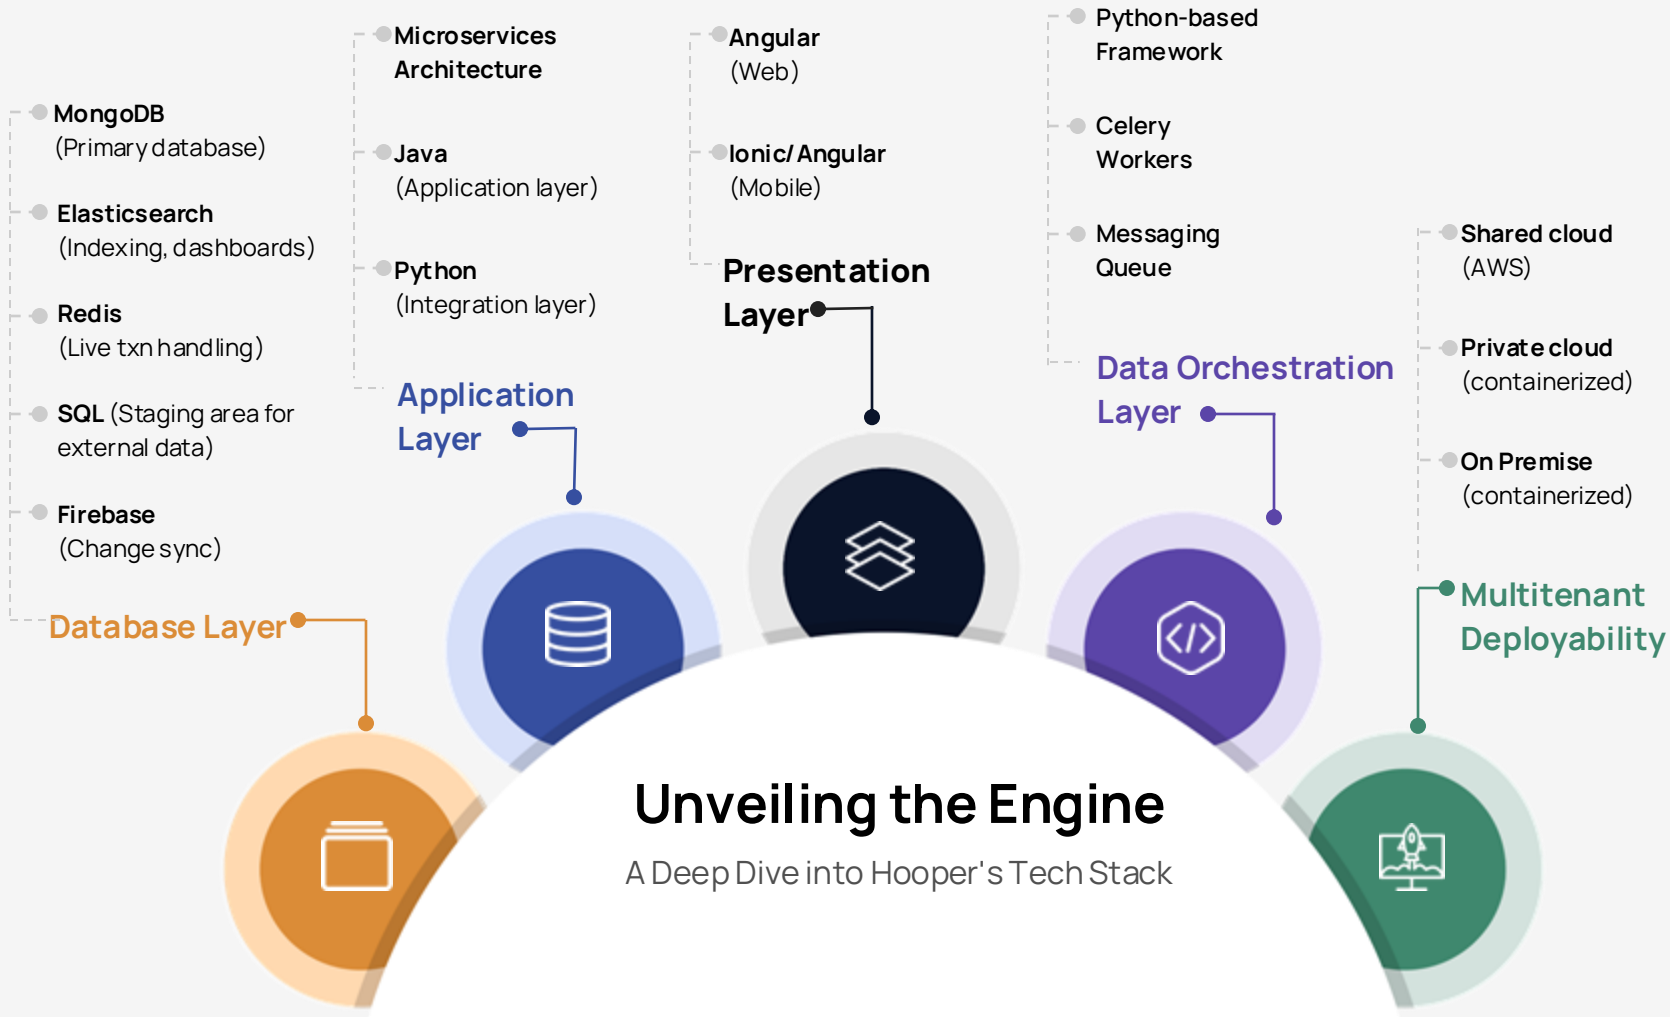 MongoDB
(Primary database)
Elasticsearch
(Indexing, dashboards)
Redis
(Live txn handling)
SQL (Staging area for
external data)
Firebase
(Change sync)
Database Layer
Microservices
Architecture
Java
(Application layer)
Python
(Integration layer)
Application
Layer
Angular
(Web)
Ionic/Angular
(Mobile)
Presentation
Layer
Python-based
Framework
Celery
Workers
Messaging
Queue
Data Orchestration
Layer
Shared cloud
(AWS)
Private cloud
(containerized)
On Premise
(containerized)
Multitenant
Deployability
Unveiling the Engine
A Deep Dive into Hooper's Tech Stack